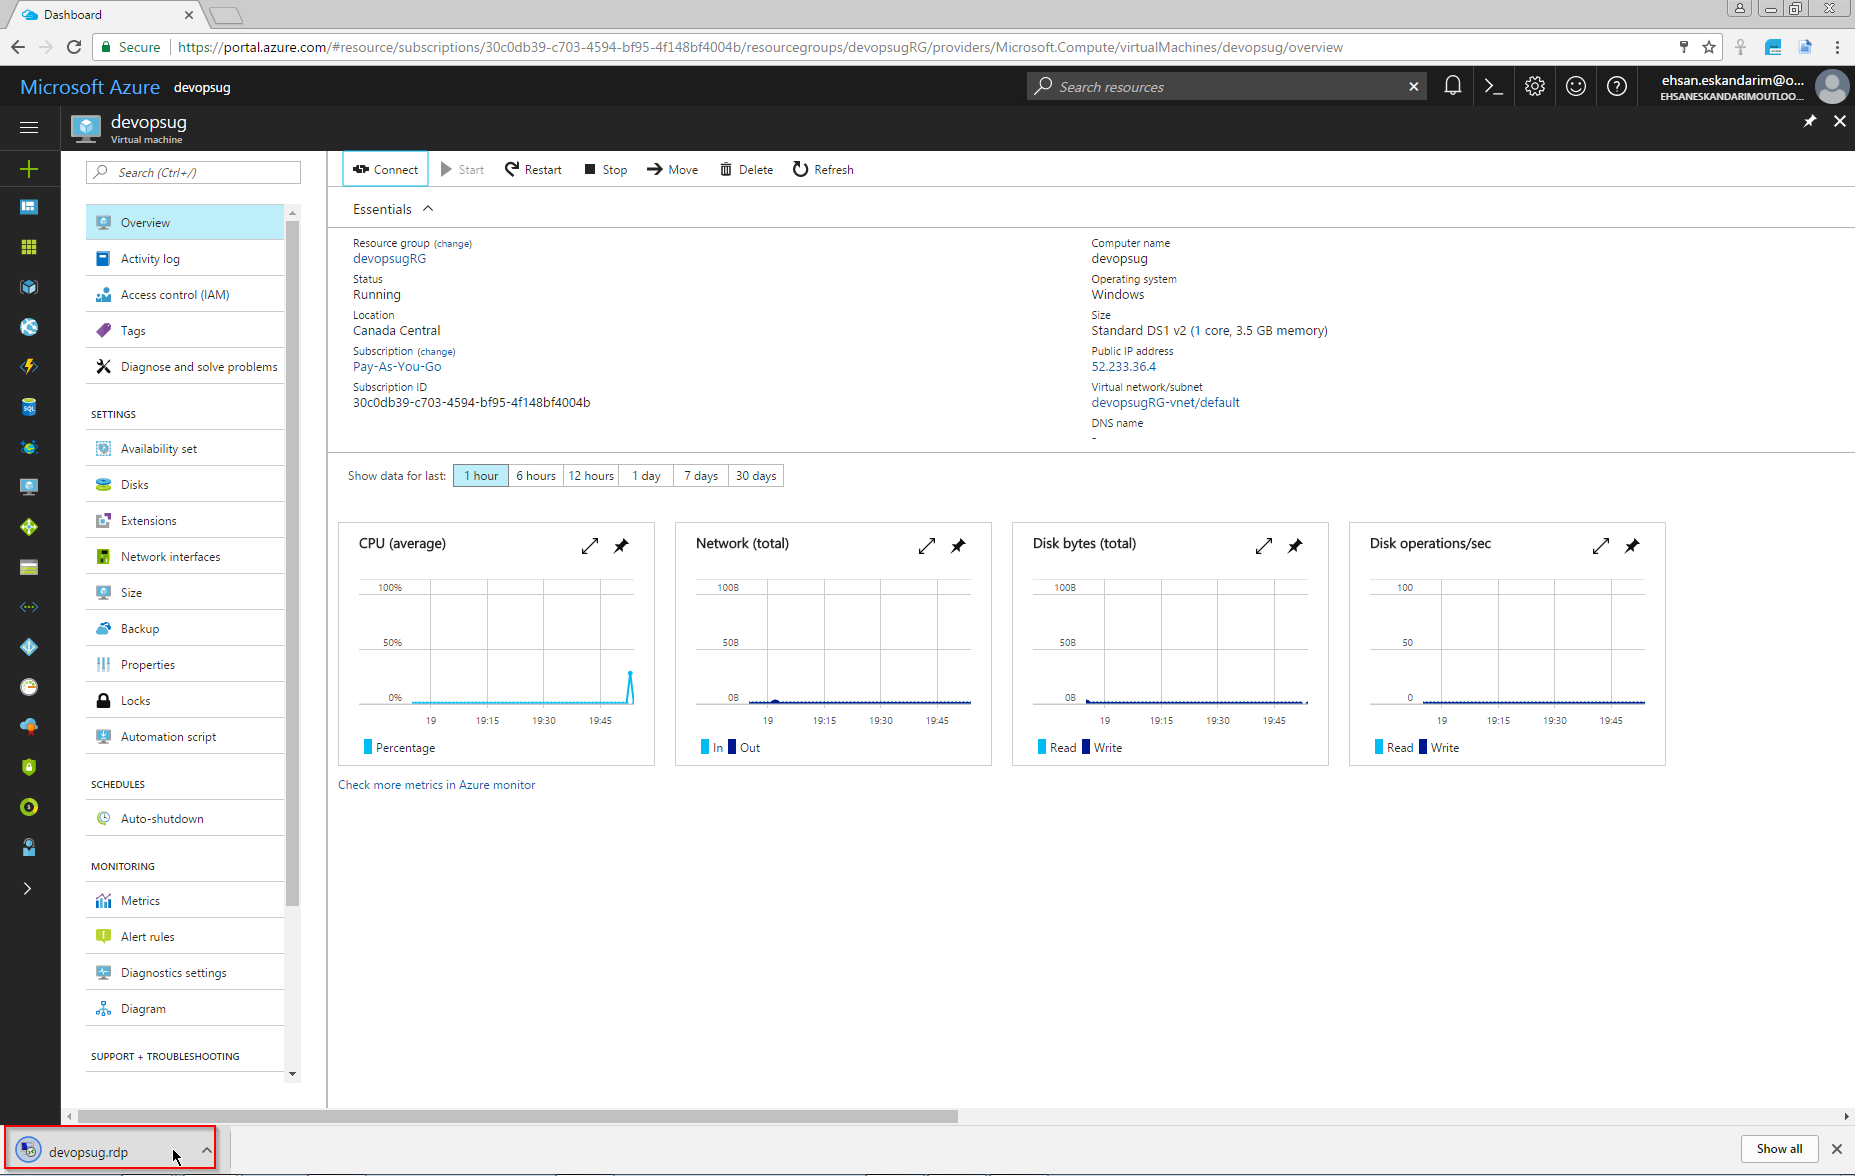 Dashboard
Secure https://portal.azure.com/#resource/subscriptions/30c0db39-c703-4594-bf95-4f148bf4004b/resourcegroups/devopsugRG/providers/Microsoft.Compute/virtualMachines/devopsug/overview
Microsoft Azure devopsug
Search resources
ehsan.eskandarim@o...
EHSANESKANDARIMOUTLOO...
devopsug
Virtual machine
Search (Ctrl+/)
Overview
Activity log
Access control (IAM)
Tags
Diagnose and solve problems
SETTINGS
Availability set
Disks
Extensions
Network interfaces
Size
Backup
Properties
Locks
Automation script
SCHEDULES
Auto-shutdown
MONITORING
Metrics
Alert rules
Diagnostics settings
Diagram
SUPPORT + TROUBLESHOOTING
Connect Start Restart Stop Move Delete Refresh
Essentials
Resource group (change)
devopsugRG
Status
Running
Location
Canada Central
Subscription (change)
Pay-As-You-Go
Subscription ID
30c0db39-c703-4594-bf95-4f148bf4004b
Computer name
devopsug
Operating system
Windows
Size
Standard DS1 v2 (1 core, 3.5 GB memory)
Public IP address
52.233.36.4
Virtual network/subnet
devopsugRG-vnet/default
DNS name
-
Show data for last: 1 hour 6 hours 12 hours 1 day 7 days 30 days
CPU (average)
100%
50%
0%
19 19:15 19:30 19:45
Percentage
Network (total)
100B
50B
0B
19 19:15 19:30 19:45
In Out
Disk bytes (total)
100B
50B
0B
19 19:15 19:30 19:45
Read Write
Disk operations/sec
100
50
0
19 19:15 19:30 19:45
Read Write
Check more metrics in Azure monitor
devopsug.rdp
Show all